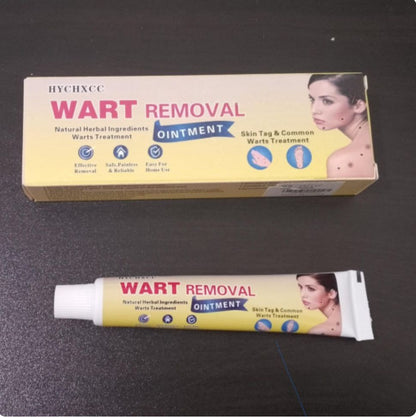 HYCHXCC
WART REMOVAL
OINTMENT
Natural Herbal Ingredients
Warts Treatment
Skin Tag & Common
Warts Treatment
Effective
Removal
Safe, Painless
& Reliable
Easy For
Home Use
HYCHXCC
WART REMOVAL
OINTMENT
Natural Herbal Ingredients
Warts Treatment
Skin Tag & Common
Warts Treatment